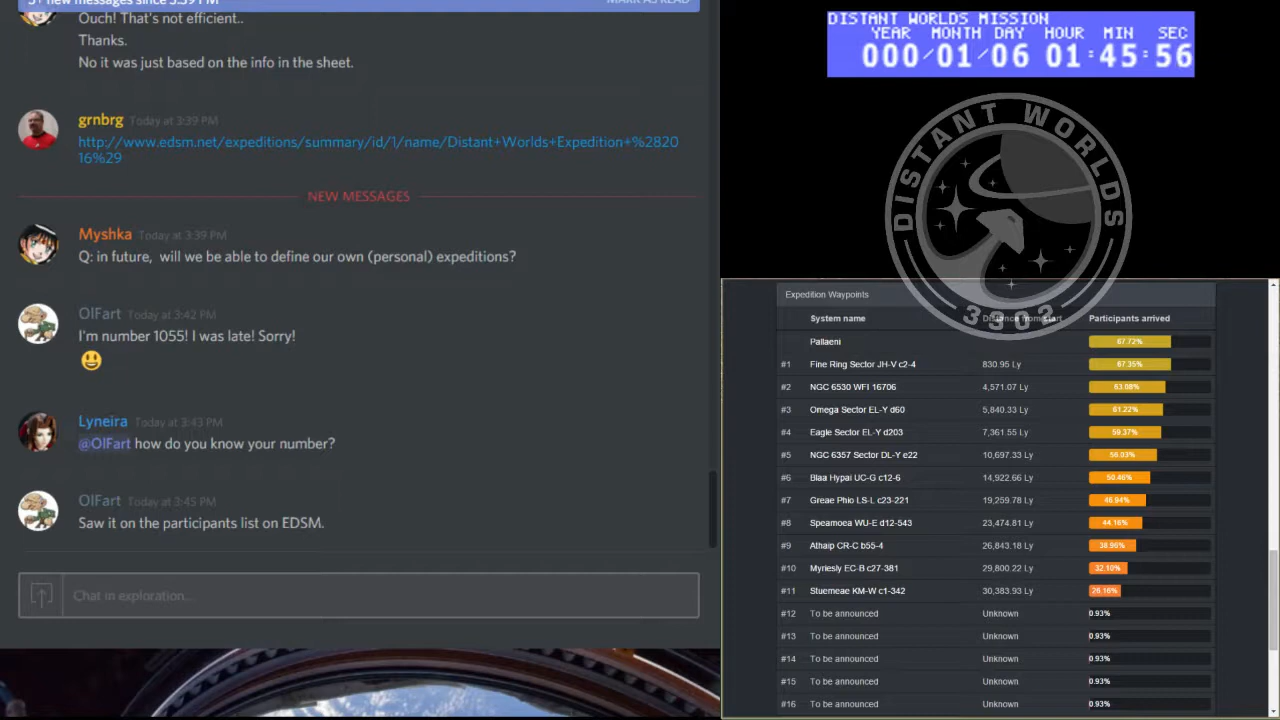 5+ new messages since 3:39 PM
MARK AS READ
Ouch! That's not efficient..
Thanks.
No it was just based on the info in the sheet.
grnbrg Today at 3:39 PM
http://www.edsm.net/expeditions/summary/id/1/name/Distant+Worlds+Expedition+%2820
16%29
NEW MESSAGES
Myshka Today at 3:39 PM
Q: in future, will we be able to define our own (personal) expeditions?
OlFart Today at 3:42 PM
I'm number 1055! I was late! Sorry!
Lyneira Today at 3:43 PM
@OlFart how do you know your number?
OlFart Today at 3:45 PM
Saw it on the participants list on EDSM.
Chat in exploration...
DISTANT WORLDS MISSION
YEAR MONTH DAY HOUR MIN SEC
000/01/06 01:45:56
DISTANT WORLDS
3302
Expedition Waypoints
System name Distance from start Participants arrived
Pallaeni 67.72%
#1 Fine Ring Sector JH-V c2-4 830.95 Ly 67.35%
#2 NGC 6530 WFI 16706 4,571.07 Ly 63.08%
#3 Omega Sector EL-Y d60 5,840.33 Ly 61.22%
#4 Eagle Sector EL-Y d203 7,361.55 Ly 59.37%
#5 NGC 6357 Sector DL-Y e22 10,697.33 Ly 56.03%
#6 Blaa Hypai UC-G c12-6 14,922.66 Ly 50.46%
#7 Greae Phio LS-L c23-221 19,259.78 Ly 46.94%
#8 Speamoea WU-E d12-543 23,474.81 Ly 44.16%
#9 Athaip CR-C b55-4 26,843.18 Ly 38.96%
#10 Myriesly EC-B c27-381 29,800.22 Ly 32.10%
#11 Stuemeae KM-W c1-342 30,383.93 Ly 26.16%
#12 To be announced Unknown 0.93%
#13 To be announced Unknown 0.93%
#14 To be announced Unknown 0.93%
#15 To be announced Unknown 0.93%
#16 To be announced Unknown 0.93%